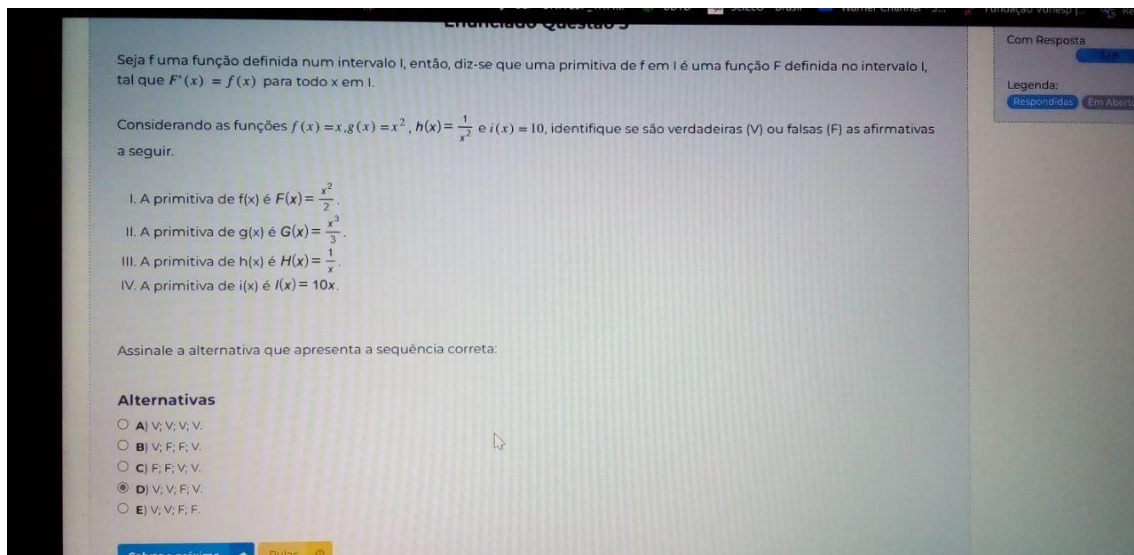 Enunciado Questão
Com Resposta
Seja f uma função definida num intervalo I, então, diz-se que uma primitiva de f em I é uma função F definida no intervalo I,
tal que F'(x) = f(x) para todo x em I.
Legenda:
Respondidas Em Aberto
Considerando as funções f(x) =x,g(x) =x², h(x)= 1/x² e i(x) = 10, identifique se são verdadeiras (V) ou falsas (F) as afirmativas
a seguir.
I. A primitiva de f(x) é F(x)= x²/2.
II. A primitiva de g(x) é G(x)= x³/3.
III. A primitiva de h(x) é H(x)= 1/x.
IV. A primitiva de i(x) é I(x)= 10x.
Assinale a alternativa que apresenta a sequência correta:
Alternativas
A) V; V; V; V.
B) V; F; F; V.
C) F; F; V; V.
D) V; V; F; V.
E) V; V; F; F.